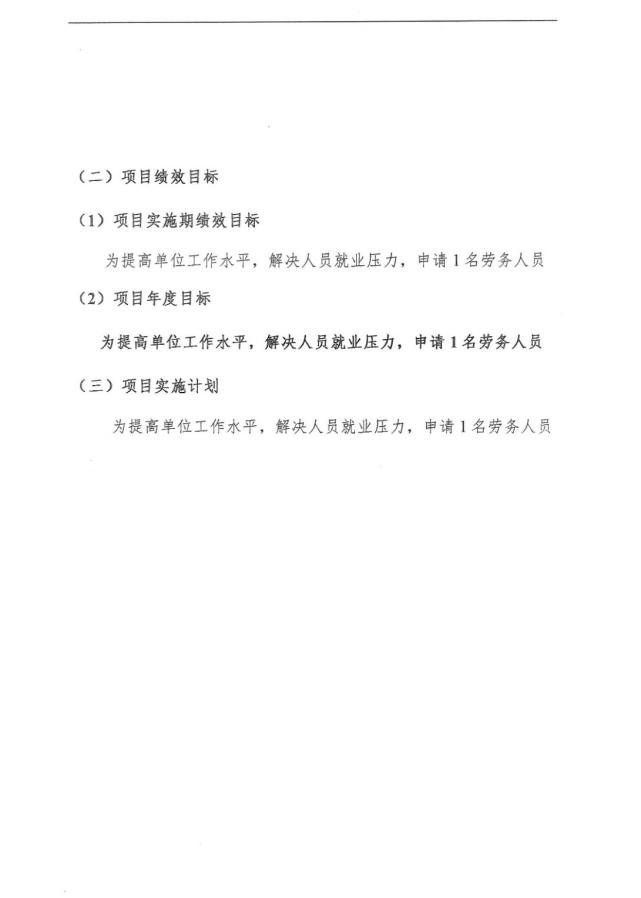 （二）项目绩效目标
（1）项目实施期绩效目标
为提高单位工作水平，解决人员就业压力，申请1名劳务人员
（2）项目年度目标
为提高单位工作水平，解决人员就业压力，申请1名劳务人员
（三）项目实施计划
为提高单位工作水平，解决人员就业压力，申请1名劳务人员